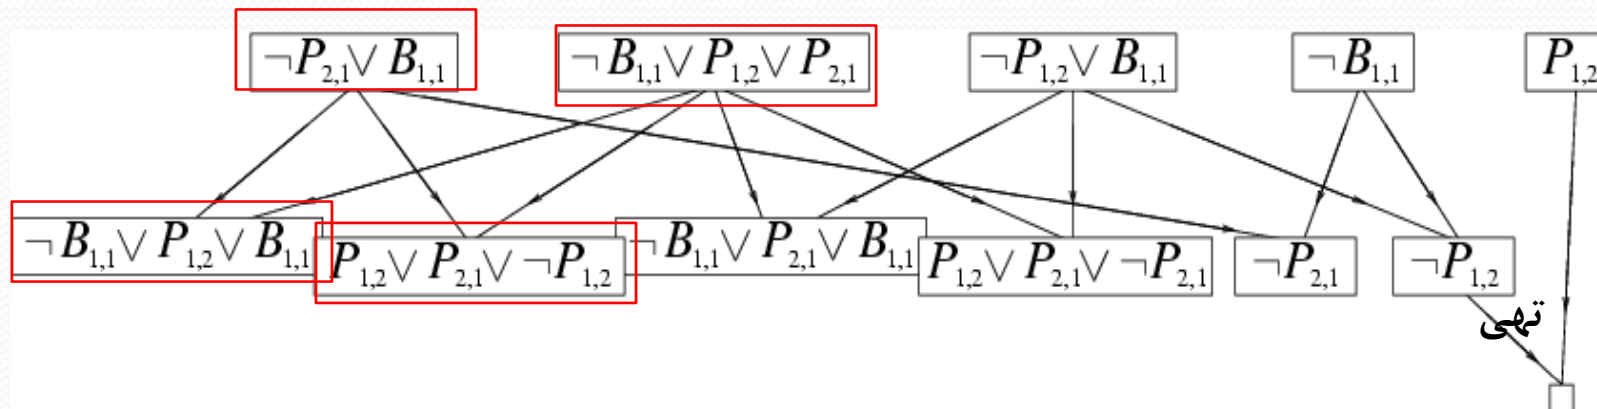 ¬P2,1∨ B1,1 ¬B1,1∨ P1,2∨ P2,1 ¬P1,2∨ B1,1 ¬B1,1 P1,2
¬B1,1∨ P1,2∨ B1,1 P1,2∨ P2,1∨ ¬P1,2 ¬B1,1∨ P2,1∨ B1,1 P1,2∨ P2,1∨ ¬P2,1 ¬P2,1 ¬P1,2
تهی